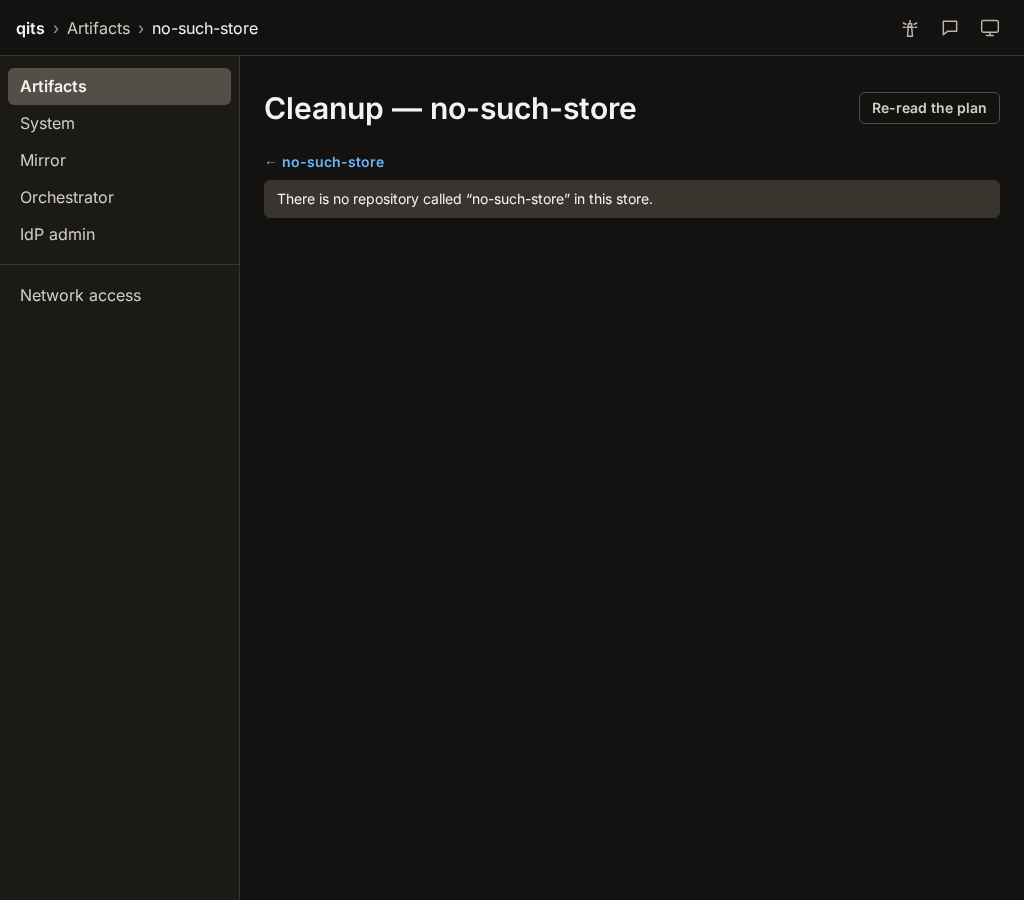 qits › Artifacts › no-such-store
Artifacts
System
Mirror
Orchestrator
IdP admin
Network access
Cleanup — no-such-store
Re-read the plan
← no-such-store
There is no repository called “no-such-store” in this store.